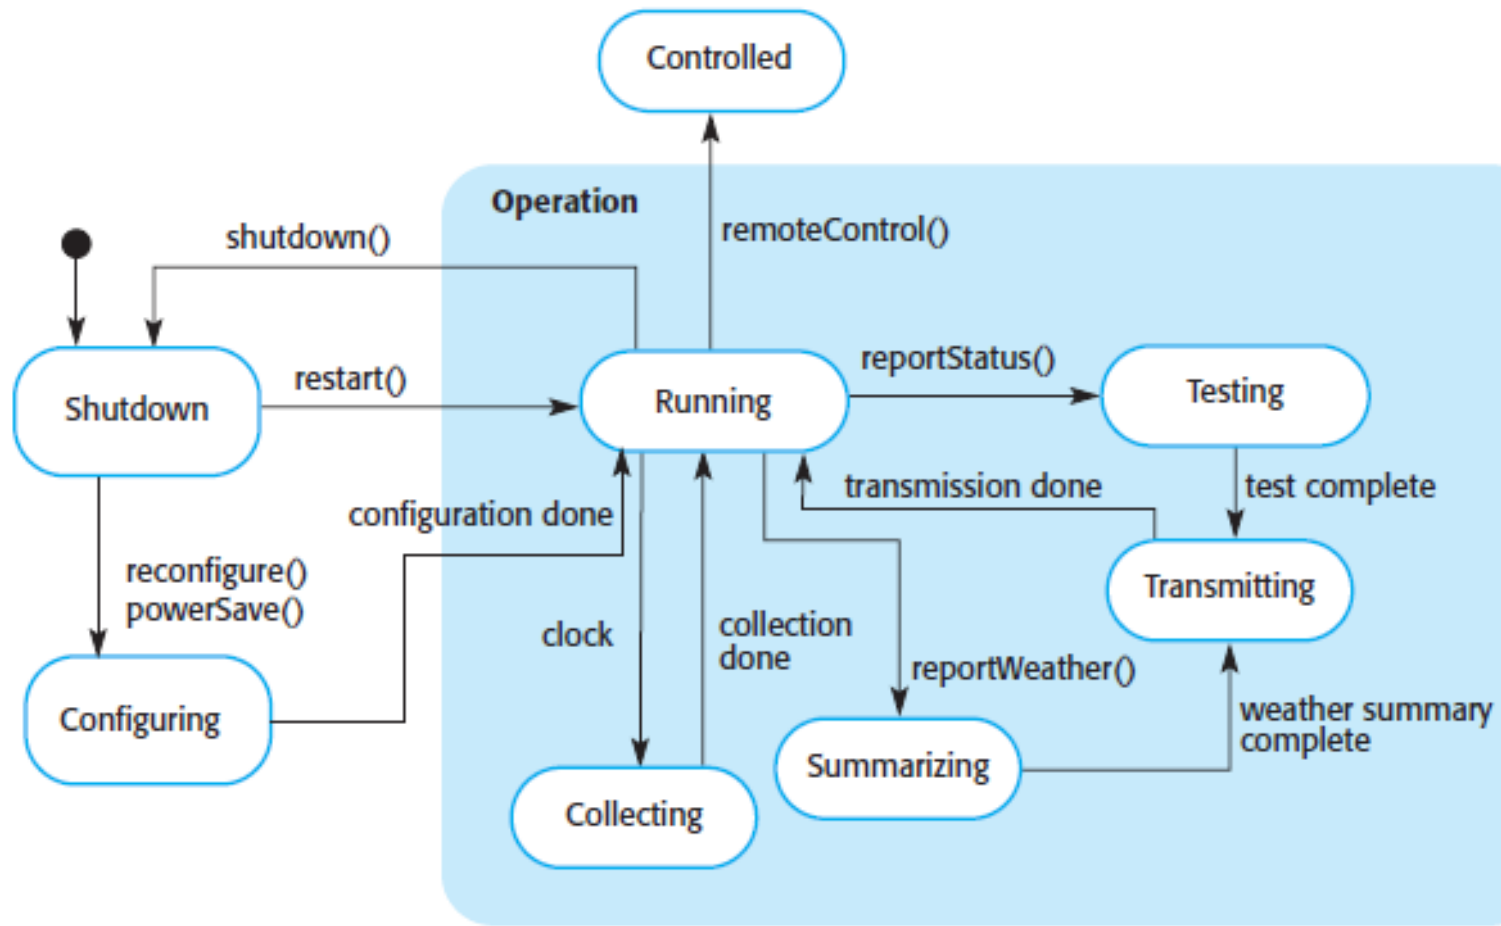 Controlled
Operation
shutdown()
remoteControl()
restart()
reportStatus()
Shutdown
Running
Testing
transmission done
test complete
configuration done
reconfigure()
powerSave()
Transmitting
clock
collection
done
reportWeather()
Configuring
weather summary
complete
Summarizing
Collecting